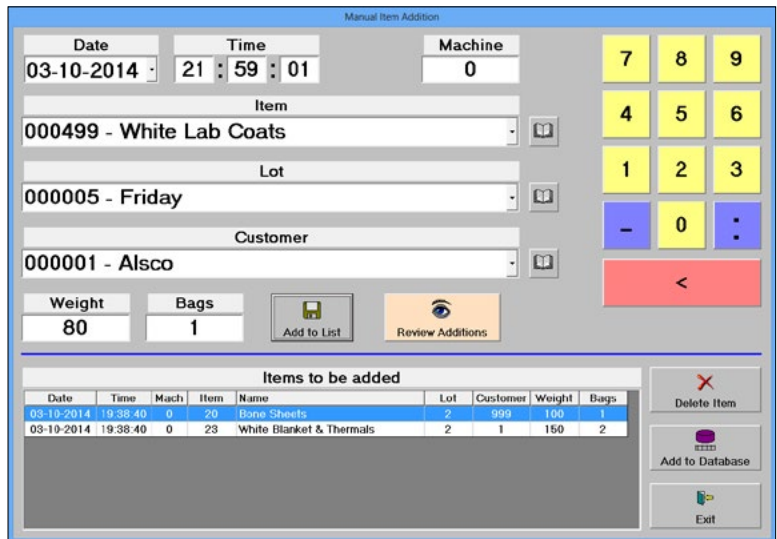 Manual Item Addition
Date Time Machine
03-10-2014 21 : 59 : 01 0
7 8 9
Item
000499 - White Lab Coats
4 5 6
Lot
000005 - Friday
1 2 3
Customer
000001 - Alsco
- 0 :
<
Weight Bags
80 1
Add to List
Review Additions
Items to be added
Date Time Mach Item Name Lot Customer Weight Bags
03-10-2014 19:38:40 0 20 Bone Sheets 2 999 100 1
03-10-2014 19:38:40 0 23 White Blanket & Thermals 2 1 150 2
Delete Item
Add to Database
Exit